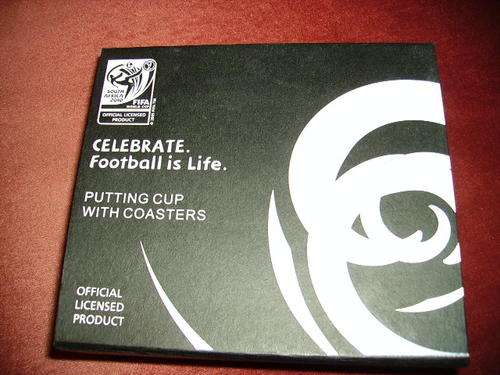 SOUTH
AFRICA
2010
FIFA
WORLD CUP
OFFICIAL LICENSED
PRODUCT
CELEBRATE.
Football is Life.
PUTTING CUP
WITH COASTERS
OFFICIAL
LICENSED
PRODUCT